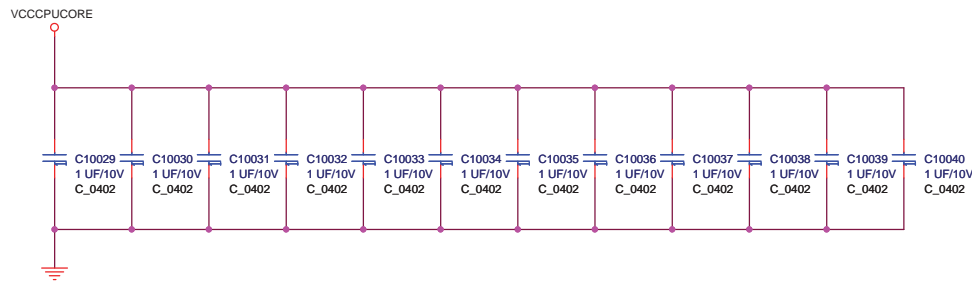 VCCCPUCORE
C10029
1 UF/10V
C_0402
C10030
1 UF/10V
C_0402
C10031
1 UF/10V
C_0402
C10032
1 UF/10V
C_0402
C10033
1 UF/10V
C_0402
C10034
1 UF/10V
C_0402
C10035
1 UF/10V
C_0402
C10036
1 UF/10V
C_0402
C10037
1 UF/10V
C_0402
C10038
1 UF/10V
C_0402
C10039
1 UF/10V
C_0402
C10040
1 UF/10V
C_0402